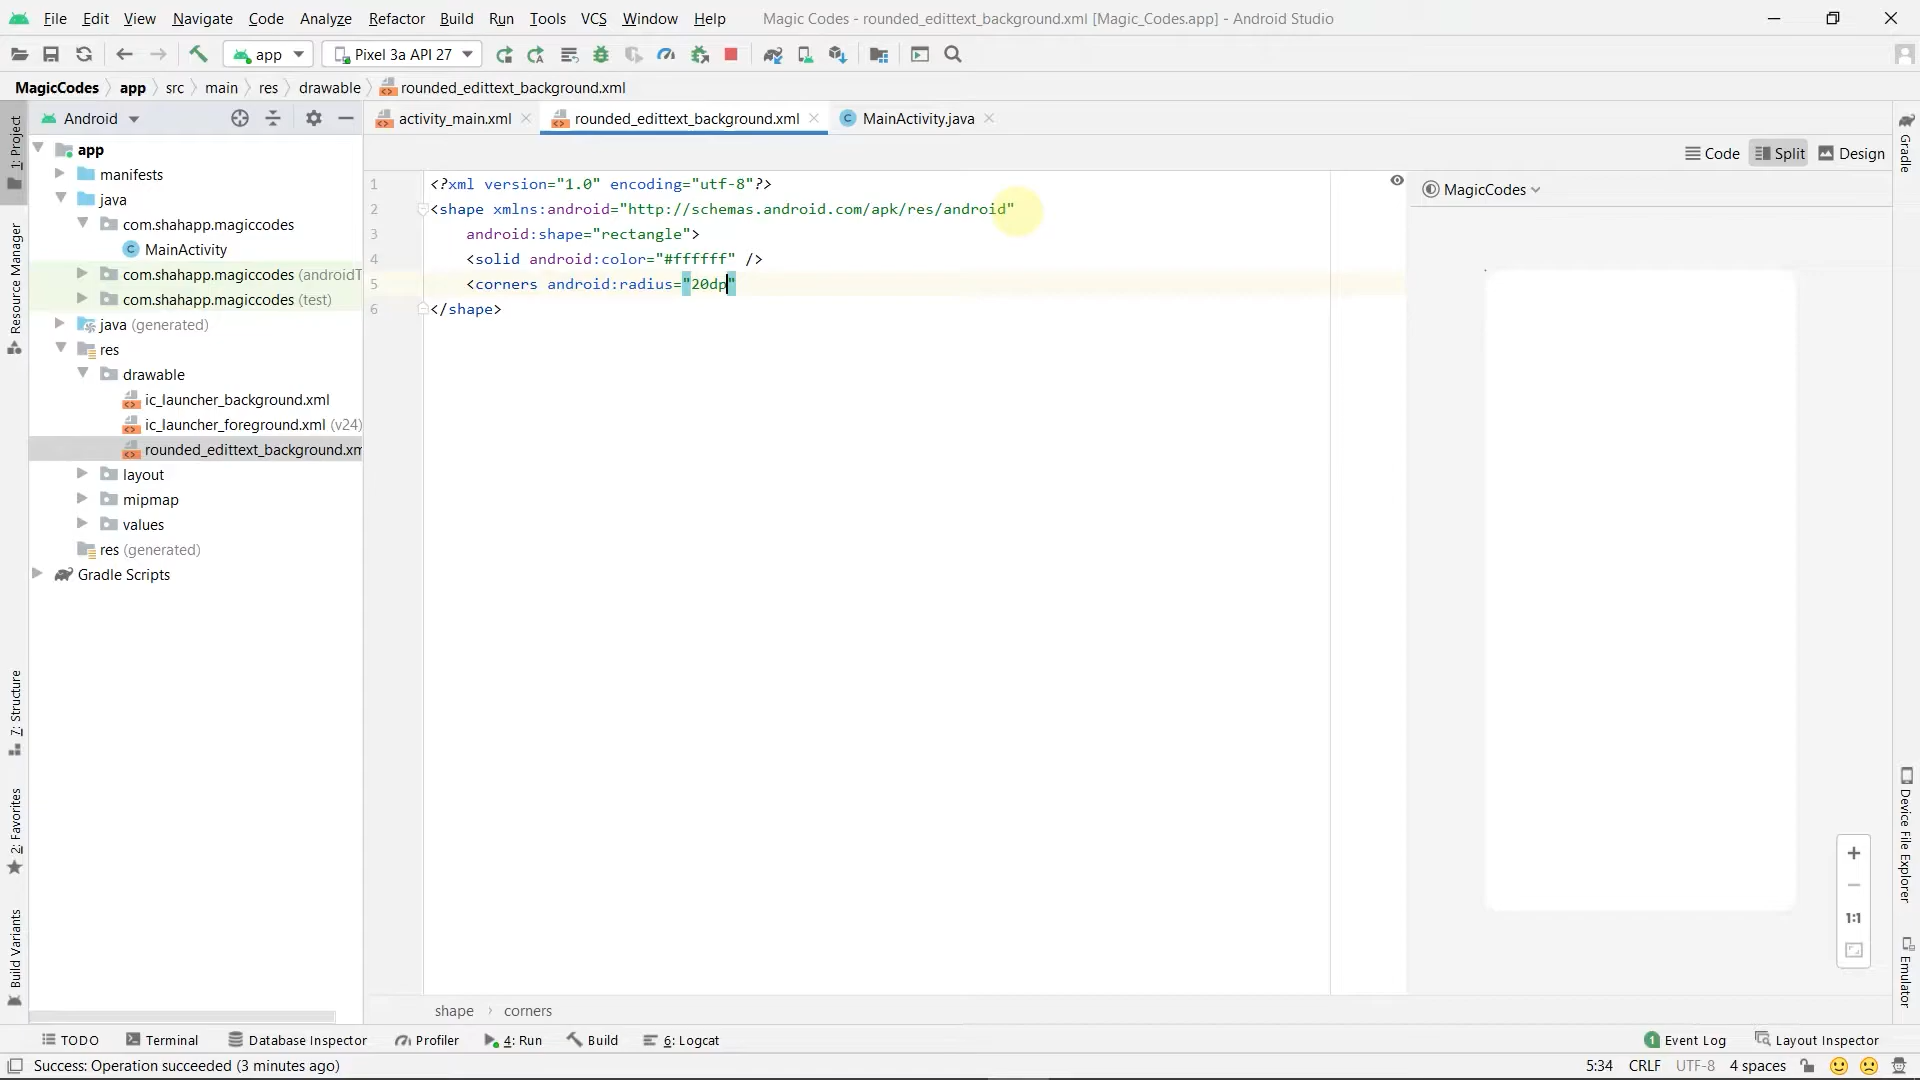 File Edit View Navigate Code Analyze Refactor Build Run Tools VCS Window Help Magic Codes - rounded_edittext_background.xml [Magic_Codes.app] - Android Studio
app Pixel 3a API 27
MagicCodes app src main res drawable rounded_edittext_background.xml
Android
activity_main.xml rounded_edittext_background.xml MainActivity.java
Code Split Design
MagicCodes
app
manifests
java
com.shahapp.magiccodes
MainActivity
com.shahapp.magiccodes (androidT
com.shahapp.magiccodes (test)
java (generated)
res
drawable
ic_launcher_background.xml
ic_launcher_foreground.xml (v24)
rounded_edittext_background.xm
layout
mipmap
values
res (generated)
Gradle Scripts
1 <?xml version="1.0" encoding="utf-8"?>
2 <shape xmlns:android="http://schemas.android.com/apk/res/android"
3 android:shape="rectangle">
4 <solid android:color="#ffffff" />
5 <corners android:radius="20dp"
6 </shape>
1: Project
Resource Manager
7: Structure
2: Favorites
Build Variants
Gradle
Device File Explorer
Emulator
1:1
shape › corners
TODO Terminal Database Inspector Profiler 4: Run Build 6: Logcat 1 Event Log Layout Inspector
Success: Operation succeeded (3 minutes ago) 5:34 CRLF UTF-8 4 spaces